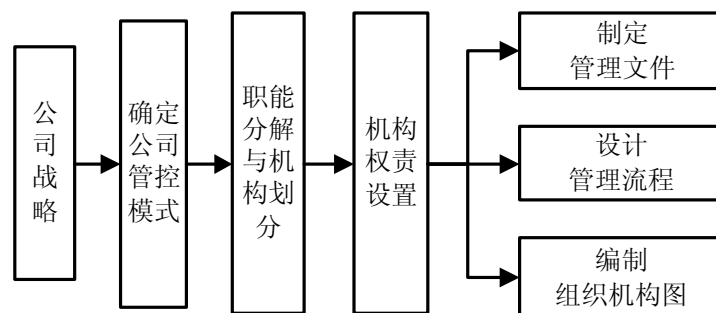 公
司
战
略
确定
公司
管控
模式
职能
分解
与机
构划
分
机构
权责
设置
制定
管理文件
设计
管理流程
编制
组织机构图